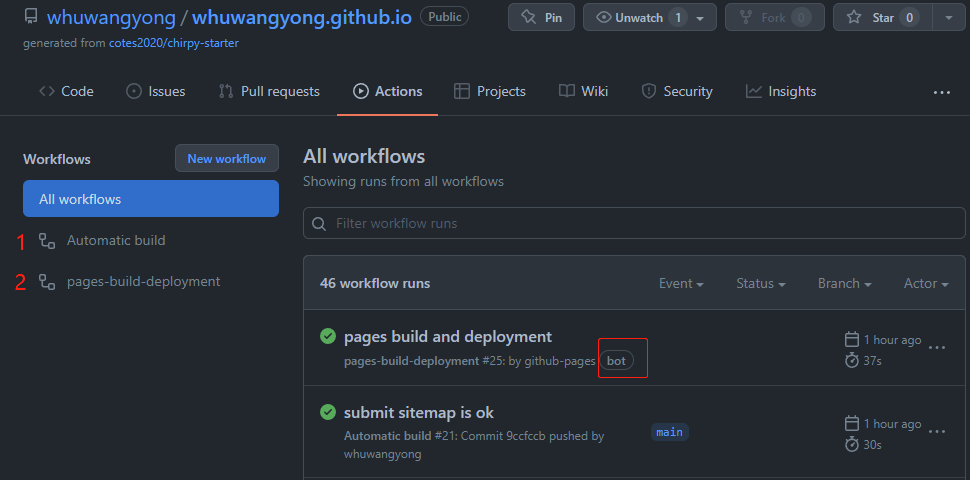 whuwangyong / whuwangyong.github.io Public Pin Unwatch 1 Fork 0 Star 0
generated from cotes2020/chirpy-starter
Code Issues Pull requests Actions Projects Wiki Security Insights ...
Workflows New workflow
All workflows
1 Automatic build
2 pages-build-deployment
All workflows
Showing runs from all workflows
Filter workflow runs
46 workflow runs Event Status Branch Actor
pages build and deployment
pages-build-deployment #25: by github-pages bot
1 hour ago ...
37s
submit sitemap is ok
Automatic build #21: Commit 9ccfccb pushed by
whuwangyong
main
1 hour ago ...
30s